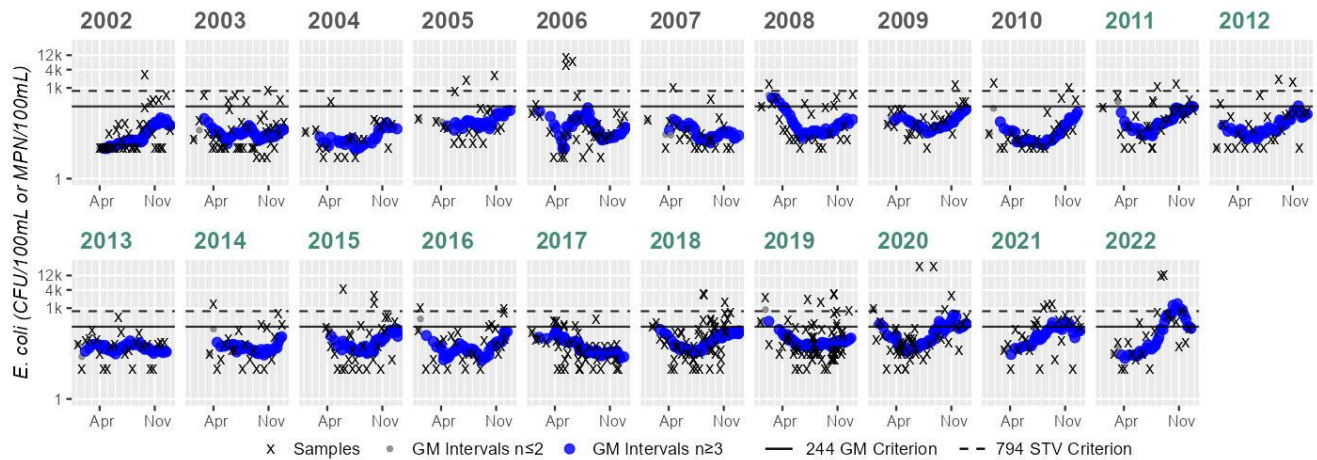 2002 2003 2004 2005 2006 2007 2008 2009 2010 2011 2012
12k
4k
1k
1
Apr Nov Apr Nov Apr Nov Apr Nov Apr Nov Apr Nov Apr Nov Apr Nov Apr Nov Apr Nov Apr Nov
E. coli (CFU/100mL or MPN/100mL)
2013 2014 2015 2016 2017 2018 2019 2020 2021 2022
12k
4k
1k
1
Apr Nov Apr Nov Apr Nov Apr Nov Apr Nov Apr Nov Apr Nov Apr Nov Apr Nov Apr Nov
x Samples GM Intervals n≤2 GM Intervals n≥3 244 GM Criterion 794 STV Criterion